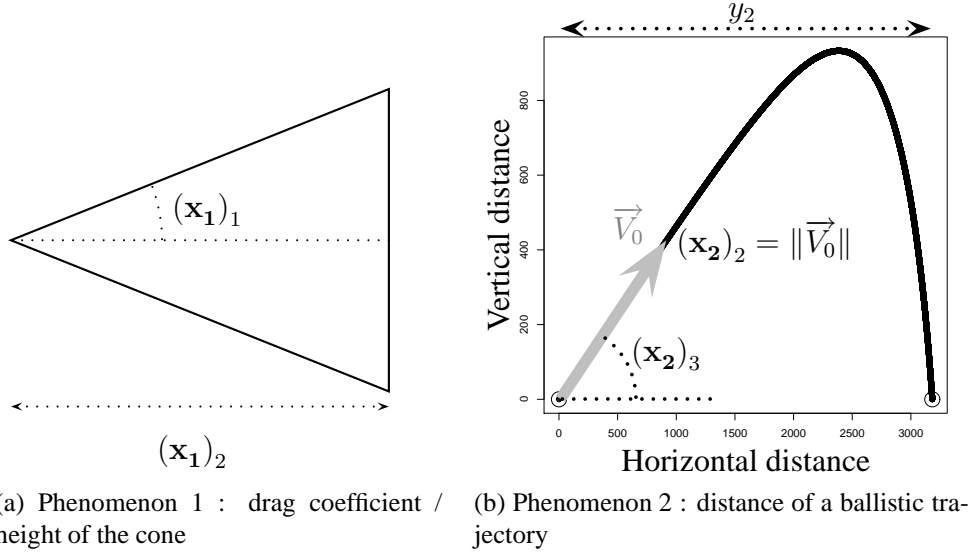 (x₁)₁
(x₁)₂
y₂
Vertical distance
0 200 400 600 800
V₀
(x₂)₂ = ‖V₀‖
(x₂)₃
0 500 1000 1500 2000 2500 3000
Horizontal distance
(a) Phenomenon 1 : drag coefficient /
height of the cone
(b) Phenomenon 2 : distance of a ballistic tra-
jectory